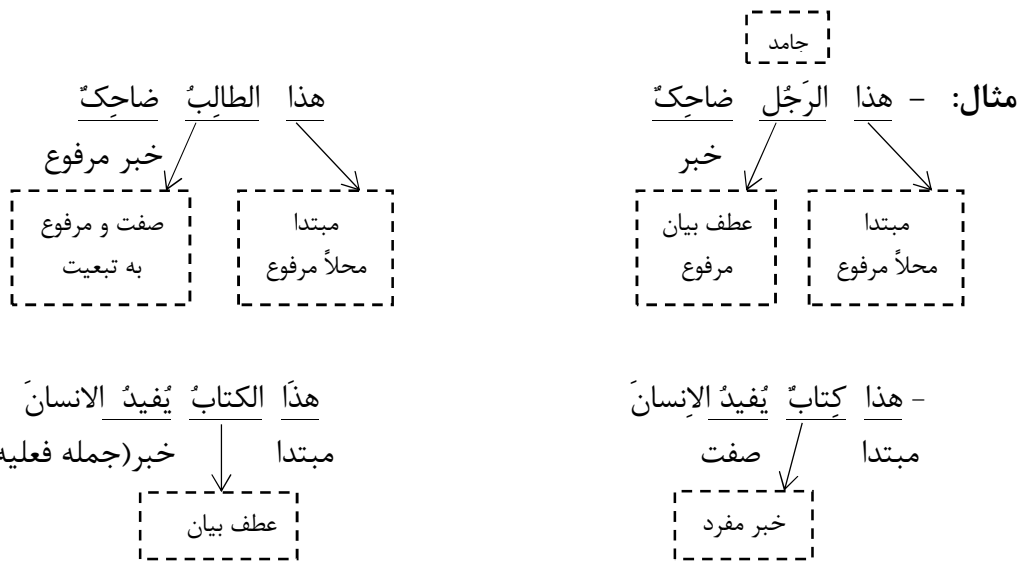 جامد
مثال: - هذا الرَجُل ضاحِکٌ
خبر
مبتدا
محلاً مرفوع
عطف بیان
مرفوع
هذا الطالِبُ ضاحِکٌ
خبر مرفوع
مبتدا
محلاً مرفوع
صفت و مرفوع
به تبعیت
- هذا کِتابٌ یُفیدُ الاِنسانَ
مبتدا صفت
خبر مفرد
هذَا الکتابُ یُفیدُ الانسانَ
مبتدا خبر(جمله فعلیه
عطف بیان